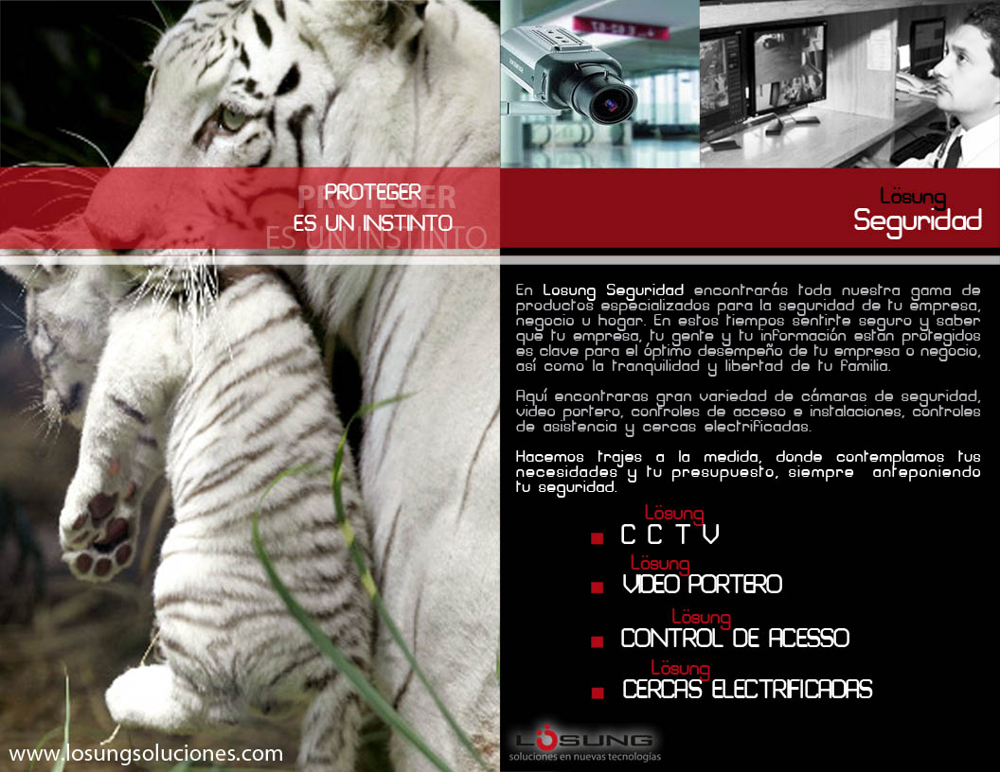 PROTEGER
ES UN INSTINTO
PROTEGER
ES UN INSTINTO
Lösung
Seguridad
En Losung Seguridad encontrarás toda nuestra gama de
productos especializados para la seguridad de tu empresa,
negocio u hogar. En estos tiempos sentirte seguro y saber
que tu empresa, tu gente y tu información están protegidos
es clave para el óptimo desempeño de tu empresa o negocio,
así como la tranquilidad y libertad de tu familia.
Aquí encontraras gran variedad de cámaras de seguridad,
video portero, controles de acceso e instalaciones, controles
de asistencia y cercas electrificadas.
Hacemos trajes a la medida, donde contemplamos tus
necesidades y tu presupuesto, siempre anteponiendo
tu seguridad.
Lösung
C C T V
Lösung
VIDEO PORTERO
Lösung
CONTROL DE ACESSO
Lösung
CERCAS ELECTRIFICADAS
LÖSUNG
soluciones en nuevas tecnologías
www.losungsoluciones.com